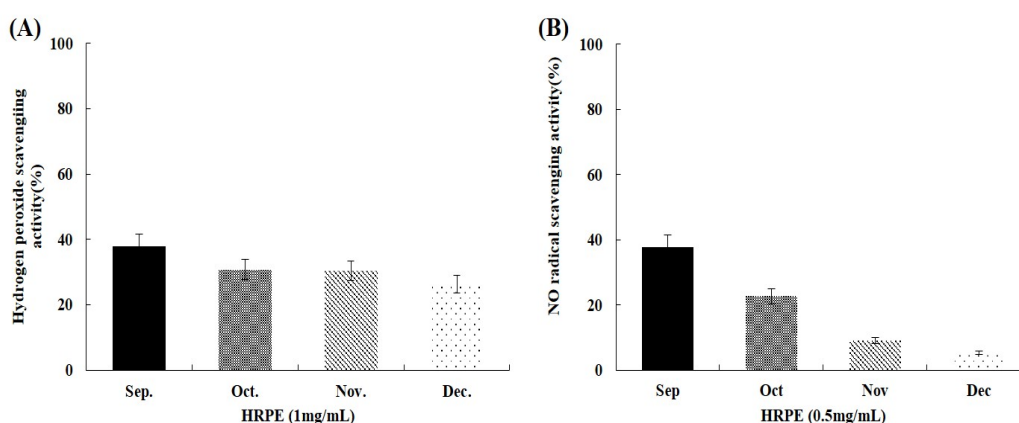 (A)
Hydrogen peroxide scavengiing
activity(%)
100
80
60
40
20
0
Sep.
Oct.
Nov.
Dec.
HRPE (1mg/mL)
(B)
NO radical scavenging activity(%)
100
80
60
40
20
0
Sep
Oct
Nov
Dec
HRPE (0.5mg/mL)